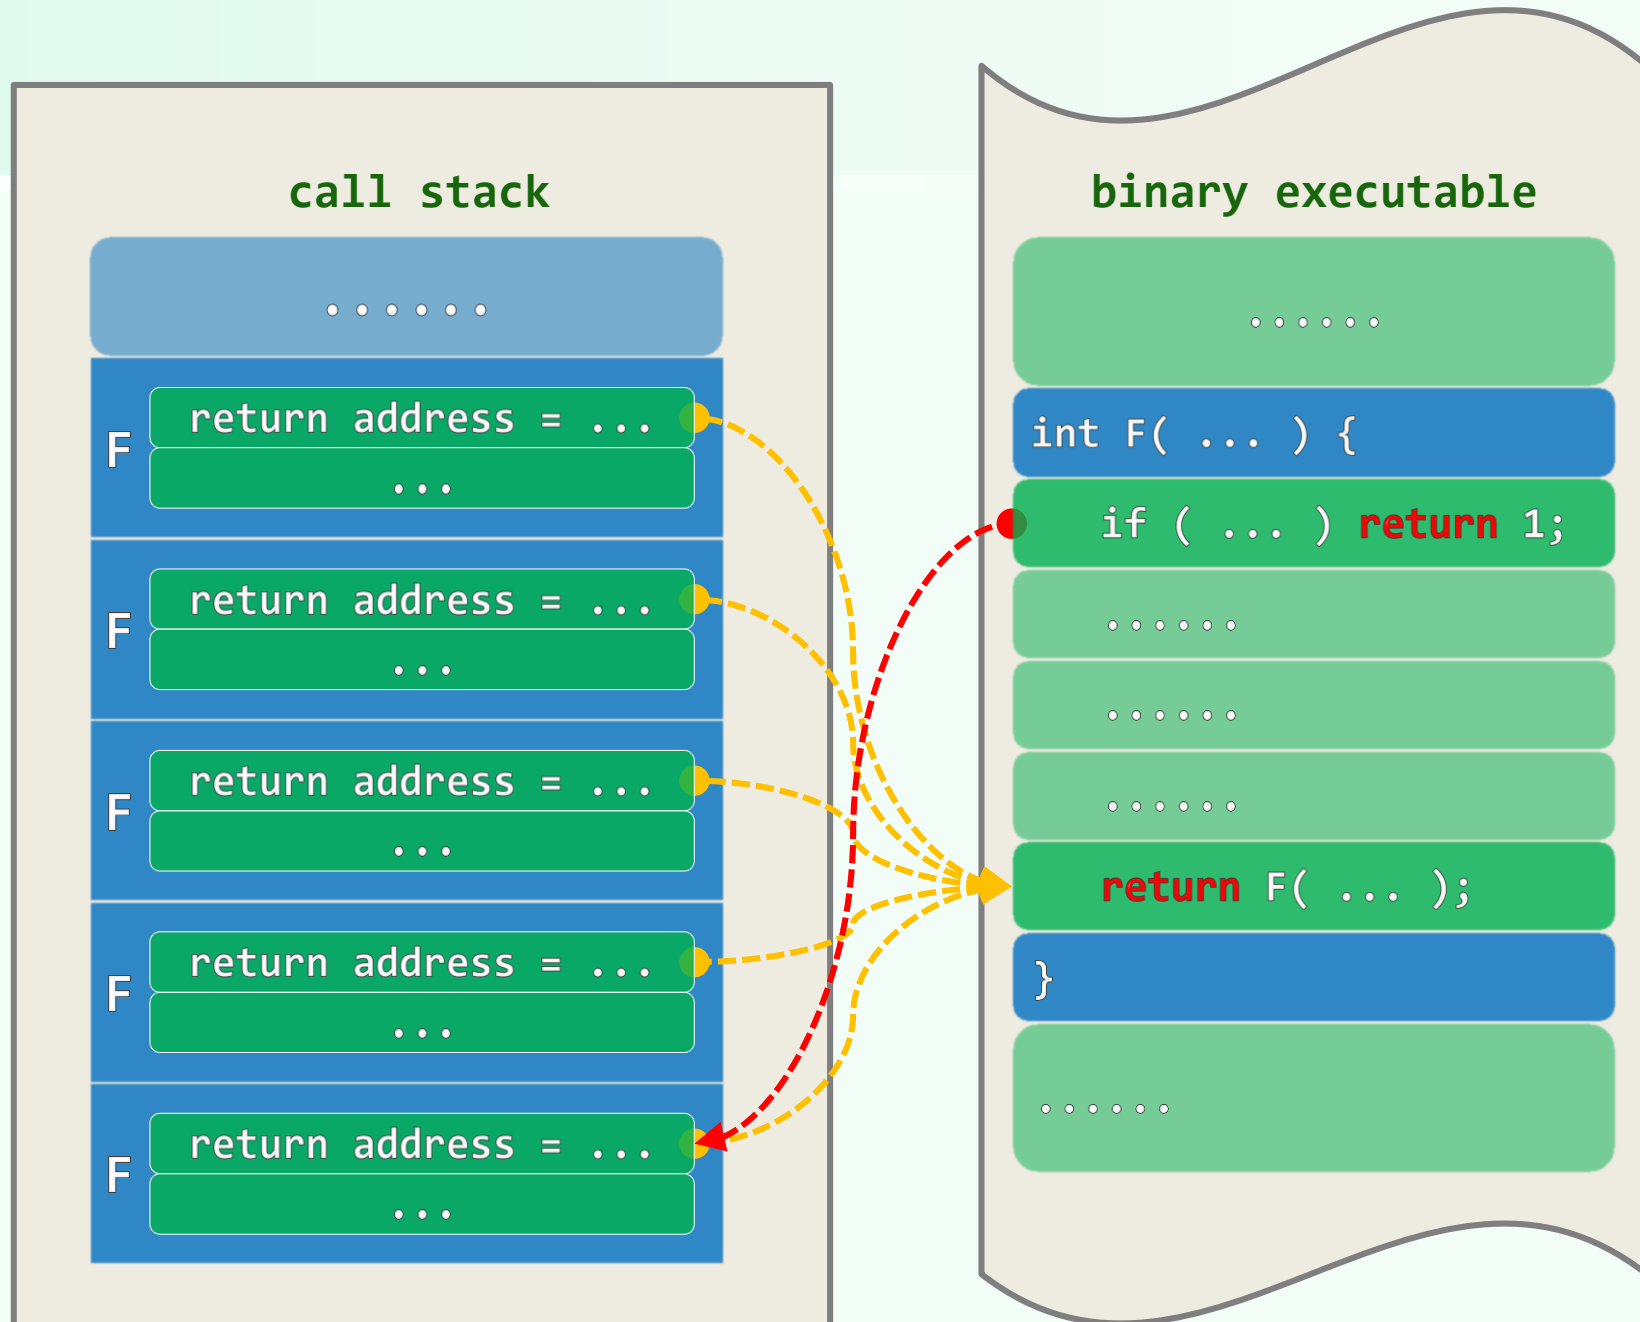 call stack
......
F
return address = ...
...
F
return address = ...
...
F
return address = ...
...
F
return address = ...
...
F
return address = ...
...
binary executable
......
int F( ... ) {
if ( ... ) return 1;
......
......
......
return F( ... );
}
......